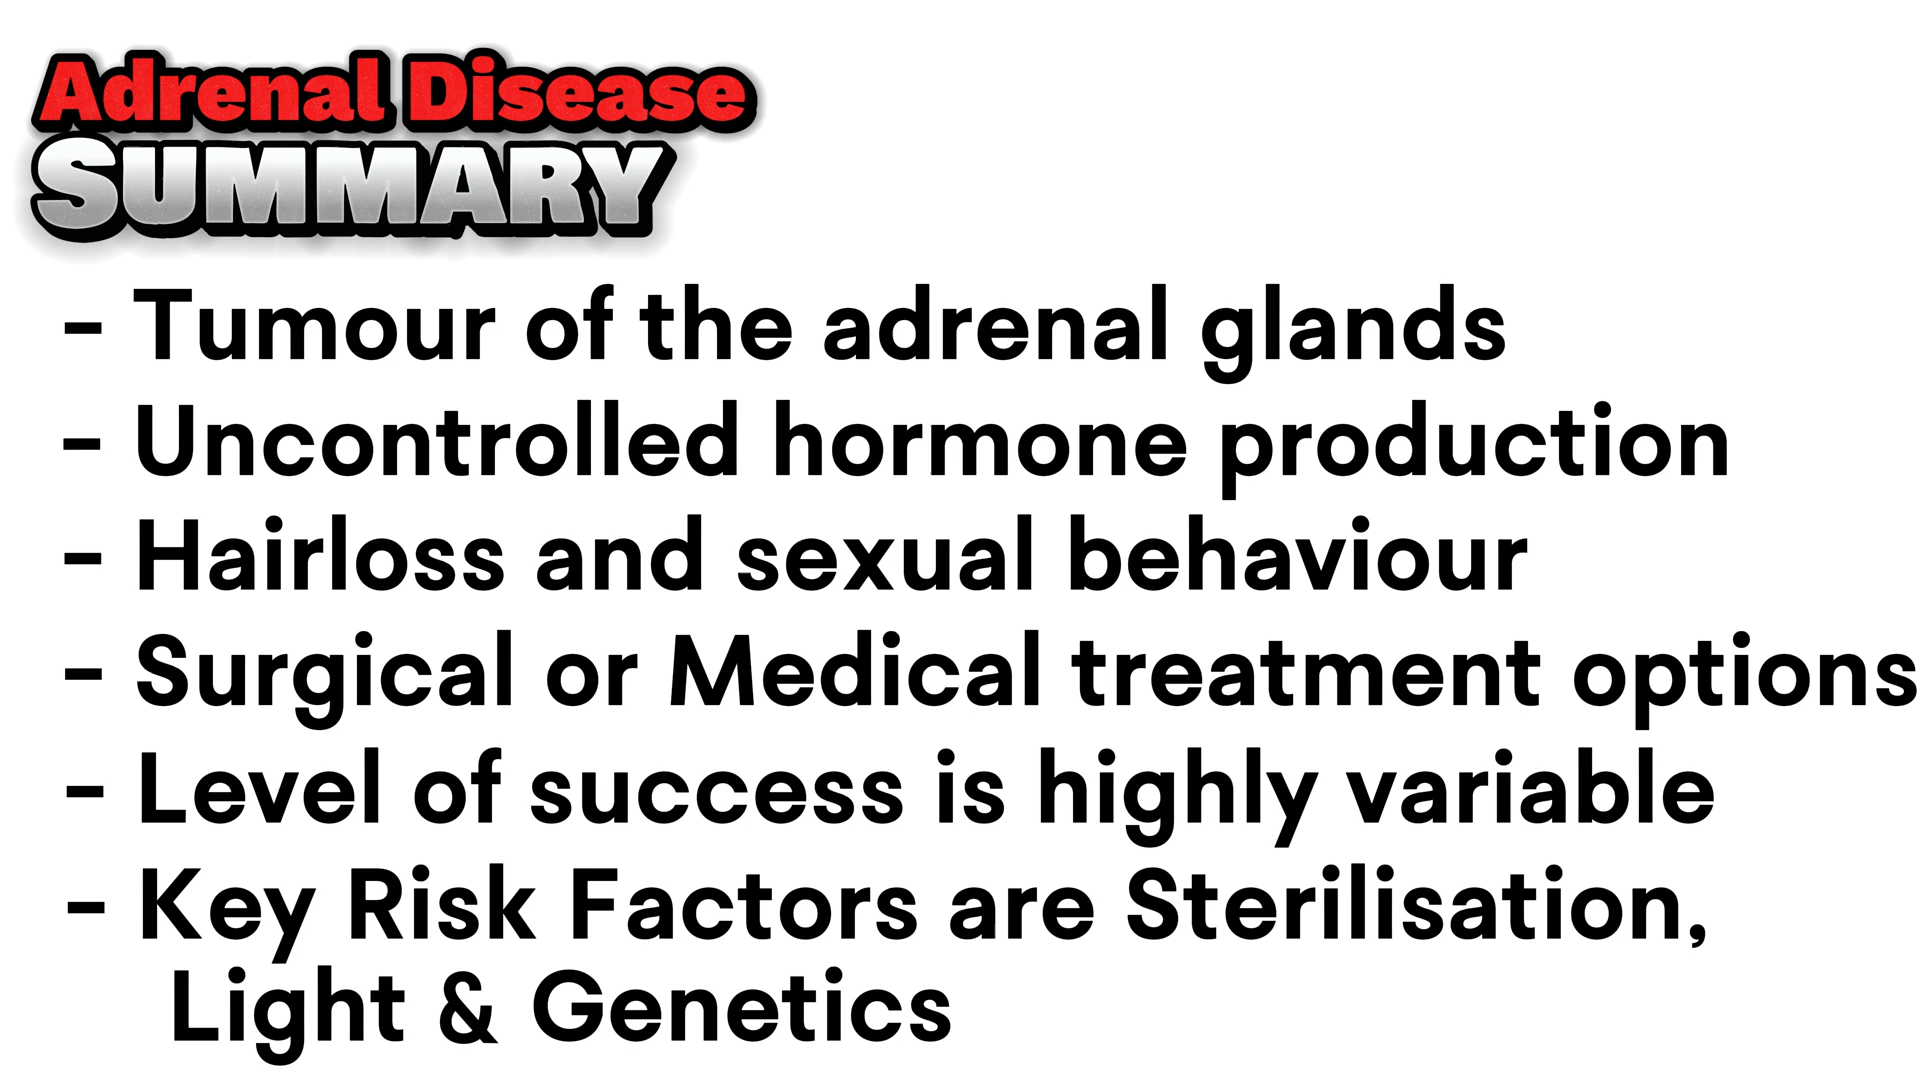 Adrenal Disease
SUMMARY
- Tumour of the adrenal glands
- Uncontrolled hormone production
- Hairloss and sexual behaviour
- Surgical or Medical treatment options
- Level of success is highly variable
- Key Risk Factors are Sterilisation,
Light & Genetics